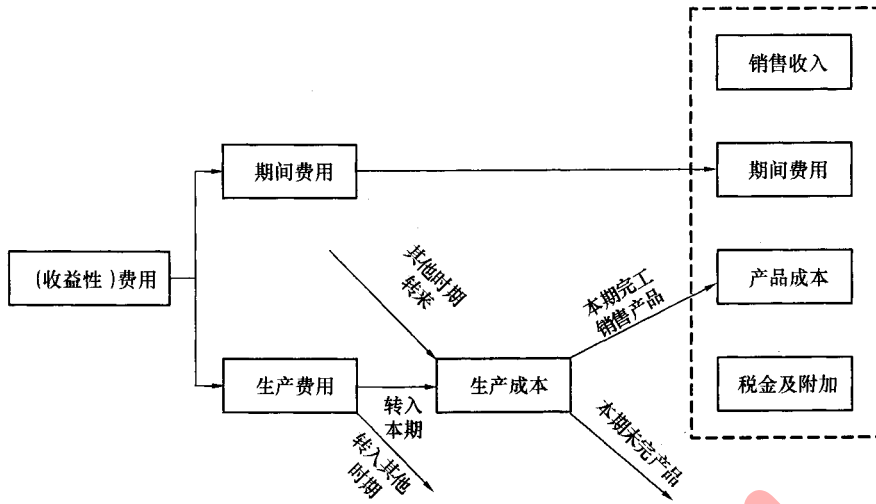 销售收入
期间费用
期间费用
(收益性)费用
其他时期
转来
本期完工
销售产品
产品成本
生产费用
转入
本期
生产成本
税金及附加
转入其他
时期
本期未完产品